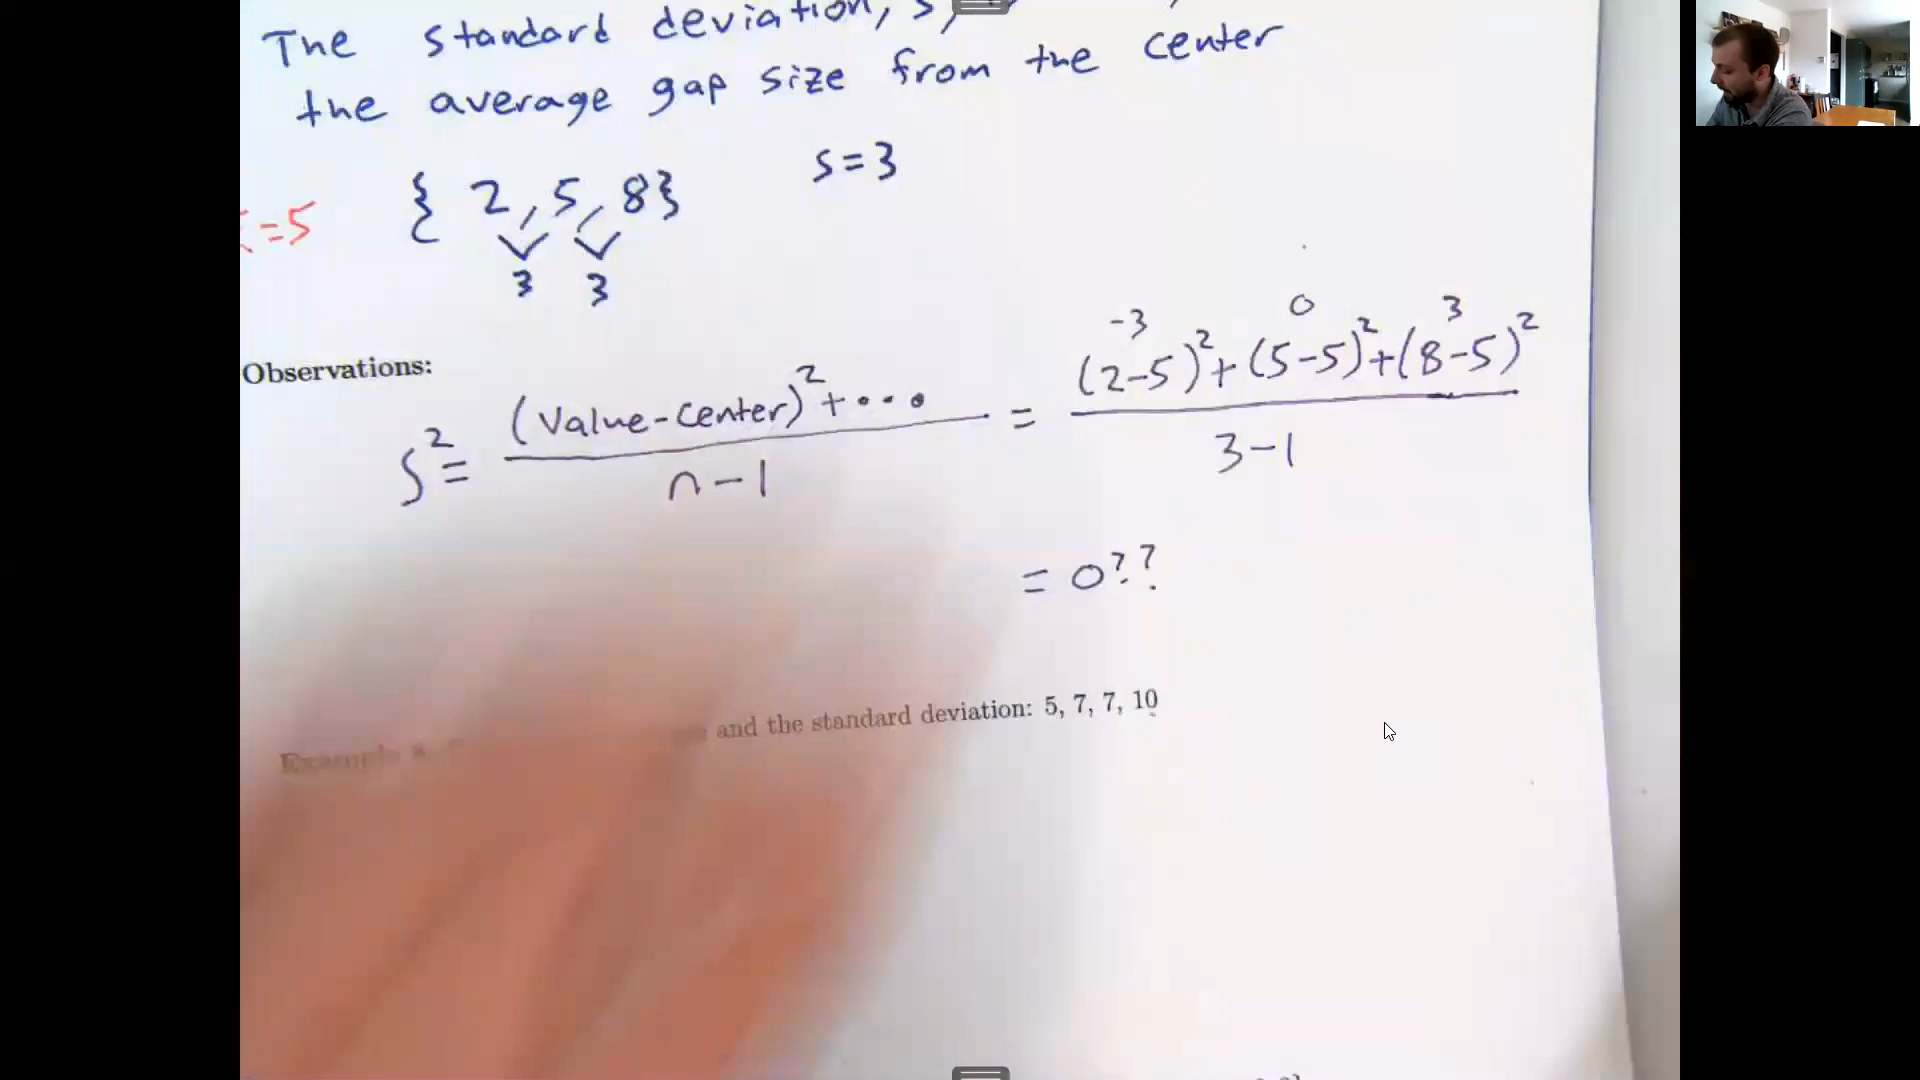 The standard deviation, s,
the average gap size from the center
{ 2, 5, 8} s=3
=5
3 3
-3 0 3
Observations:
s² = (Value-center)²+••• / n-1 = (2-5)²+(5-5)²+(8-5)² / 3-1
= 0??
Example and the standard deviation: 5, 7, 7, 10